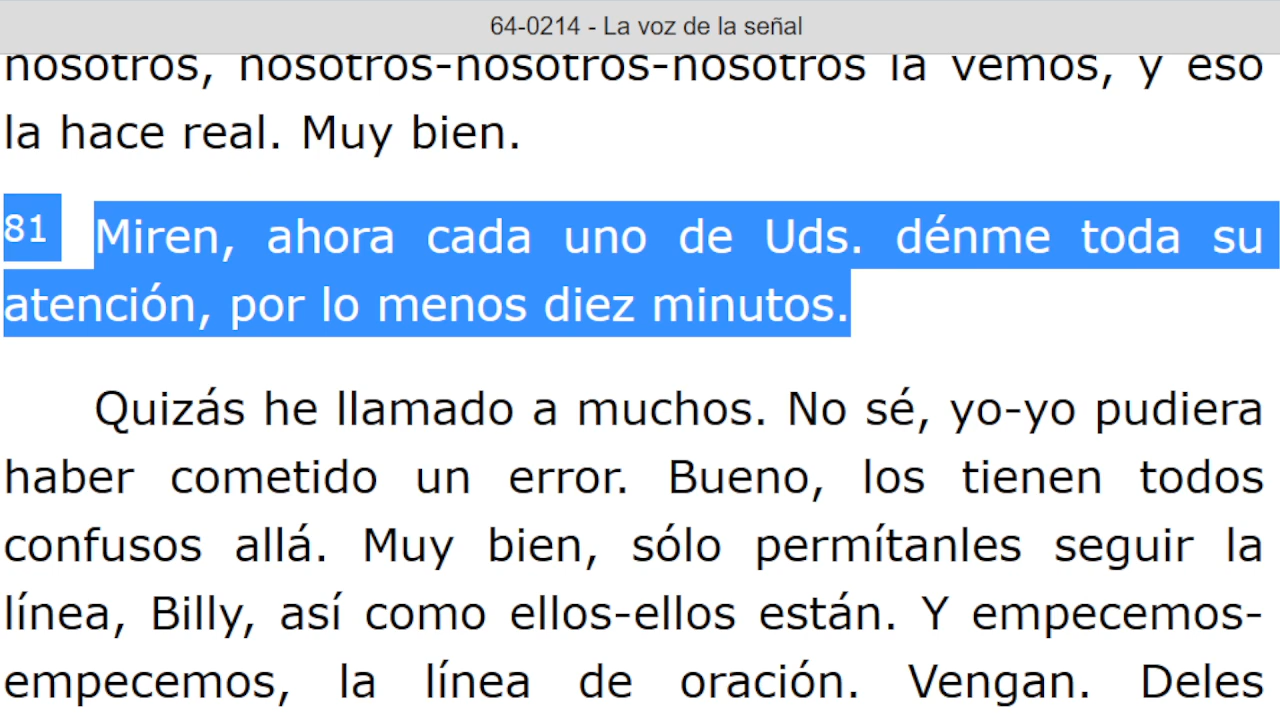 64-0214 - La voz de la señal
nosotros, nosotros-nosotros-nosotros la vemos, y eso
la hace real. Muy bien.
81 Miren, ahora cada uno de Uds. dénme toda su
atención, por lo menos diez minutos.
Quizás he llamado a muchos. No sé, yo-yo pudiera
haber cometido un error. Bueno, los tienen todos
confusos allá. Muy bien, sólo permítanles seguir la
línea, Billy, así como ellos-ellos están. Y empecemos-
empecemos, la línea de oración. Vengan. Deles